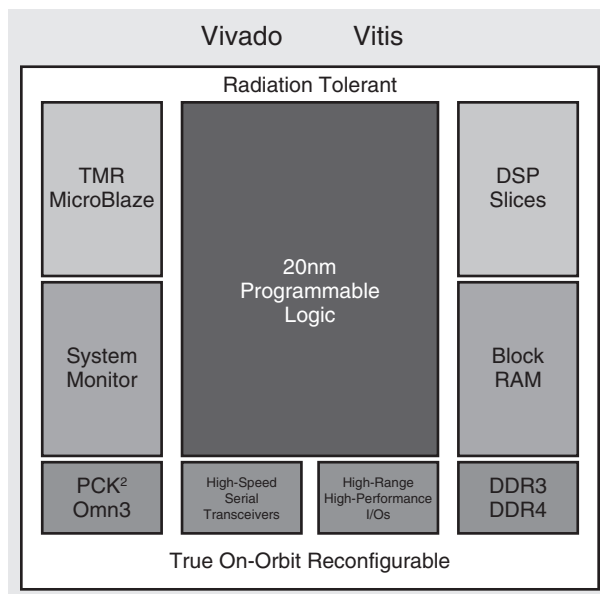 Vivado Vitis
Radiation Tolerant
TMR
MicroBlaze
20nm
Programmable
Logic
DSP
Slices
System
Monitor
Block
RAM
PCK²
Omn3
High-Speed
Serial
Transceivers
High-Range
High-Performance
I/Os
DDR3
DDR4
True On-Orbit Reconfigurable